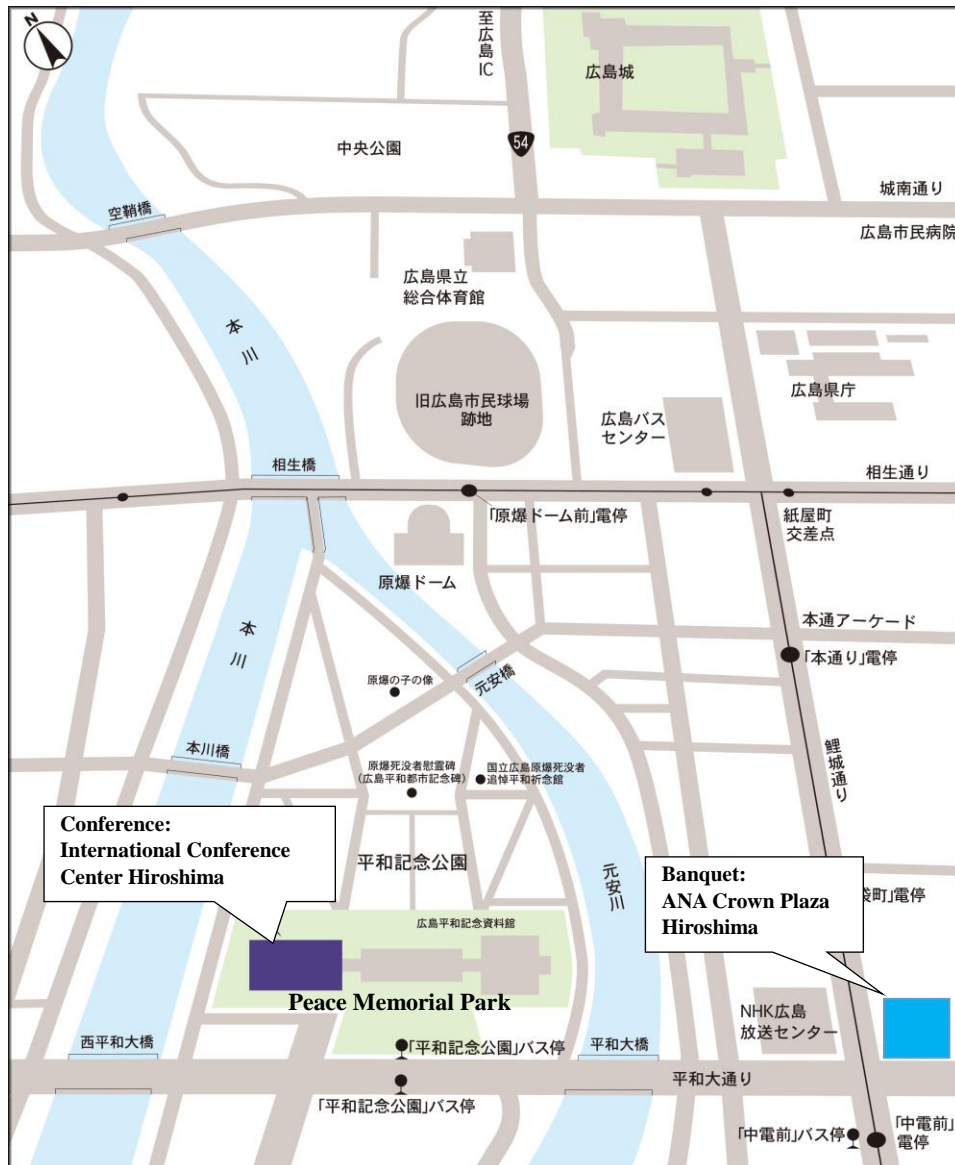 N
至広島IC
広島城
中央公園
54
城南通り
空鞘橋
広島市民病院
広島県立
総合体育館
本川
旧広島市民球場
跡地
広島バス
センター
広島県庁
相生橋
相生通り
「原爆ドーム前」電停
紙屋町
交差点
原爆ドーム
本通アーケード
本川
「本通り」電停
原爆の子の像
元安橋
本川橋
原爆死没者慰霊碑
(広島平和都市記念碑)
国立広島原爆死没者
追悼平和祈念館
鯉城通り
Conference:
International Conference
Center Hiroshima
平和記念公園
元安川
Banquet:
ANA Crown Plaza
Hiroshima
袋町」電停
広島平和記念資料館
Peace Memorial Park
NHK広島
放送センター
西平和大橋
「平和記念公園」バス停
平和大橋
平和大通り
「平和記念公園」バス停
「中電前」バス停
「中電前」
電停